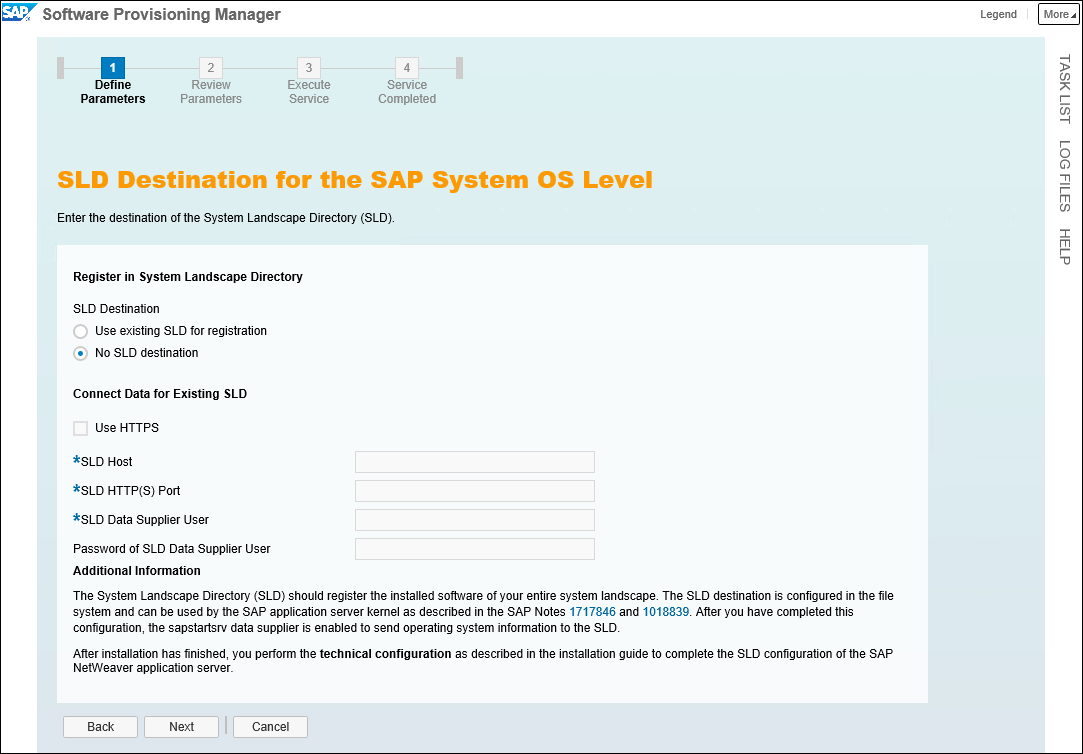 SAP Software Provisioning Manager
Legend
More
1
2
3
4
Define
Parameters
Review
Parameters
Execute
Service
Service
Completed
TASK LIST
LOG FILES
HELP
SLD Destination for the SAP System OS Level
Enter the destination of the System Landscape Directory (SLD).
Register in System Landscape Directory
SLD Destination
Use existing SLD for registration
No SLD destination
Connect Data for Existing SLD
Use HTTPS
*SLD Host
*SLD HTTP(S) Port
*SLD Data Supplier User
Password of SLD Data Supplier User
Additional Information
The System Landscape Directory (SLD) should register the installed software of your entire system landscape. The SLD destination is configured in the file
system and can be used by the SAP application server kernel as described in the SAP Notes 1717846 and 1018839. After you have completed this
configuration, the sapstartsrv data supplier is enabled to send operating system information to the SLD.
After installation has finished, you perform the technical configuration as described in the installation guide to complete the SLD configuration of the SAP
NetWeaver application server.
Back
Next
Cancel